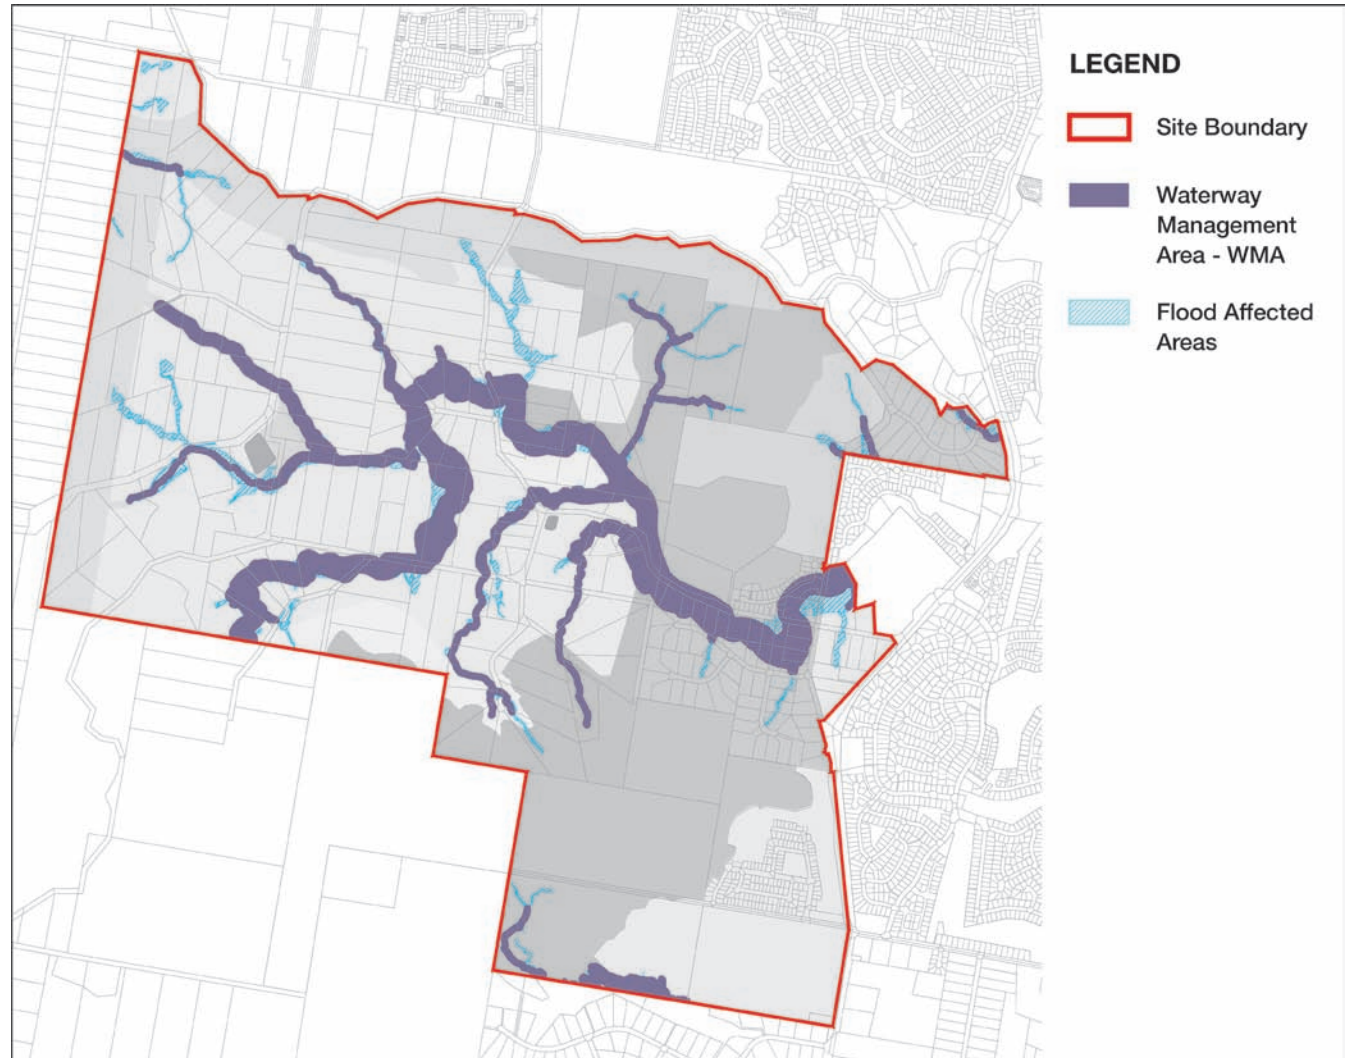 LEGEND
Site Boundary
Waterway
Management
Area - WMA
Flood Affected
Areas